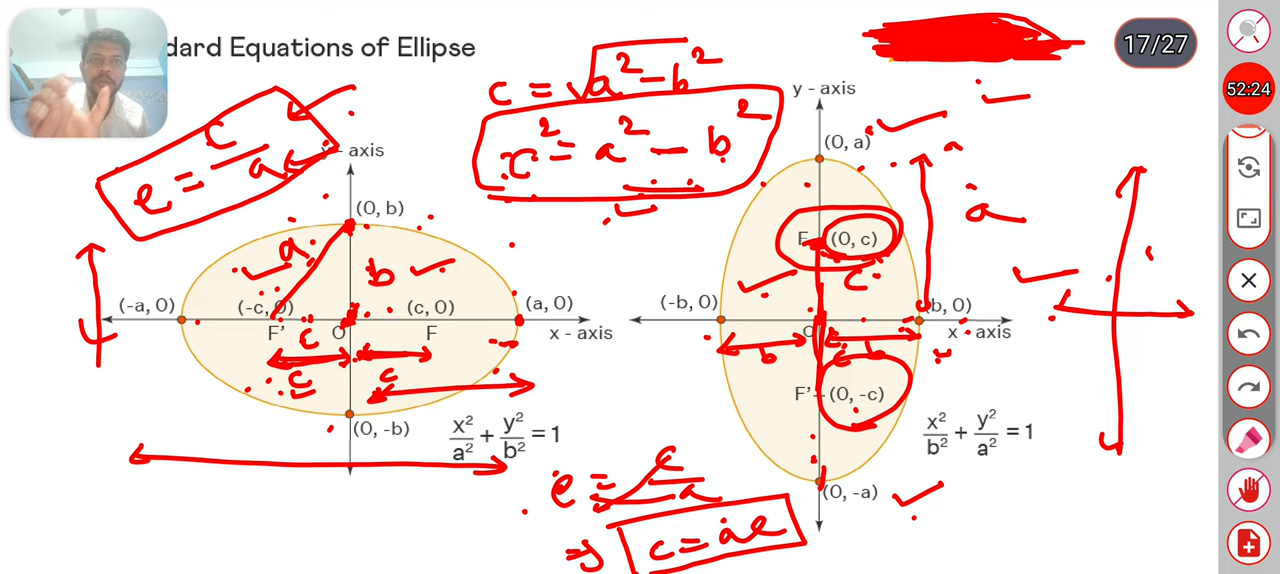 dard Equations of Ellipse
17/27
52:24
c = √a² − b²
c² = a² − b²
e = c/a
y - axis
(0, b)
a
b
(-a, 0)
(-c, 0)
(c, 0)
(a, 0)
F'
c
O
F
x - axis
c
c
(0, -b)
x²/a² + y²/b² = 1
y - axis
(0, a)
a
a
F
(0, c)
c
(-b, 0)
(b, 0)
O
x - axis
b
b
F'
(0, -c)
x²/b² + y²/a² = 1
(0, -a)
e = c/a
⇒ c = ae